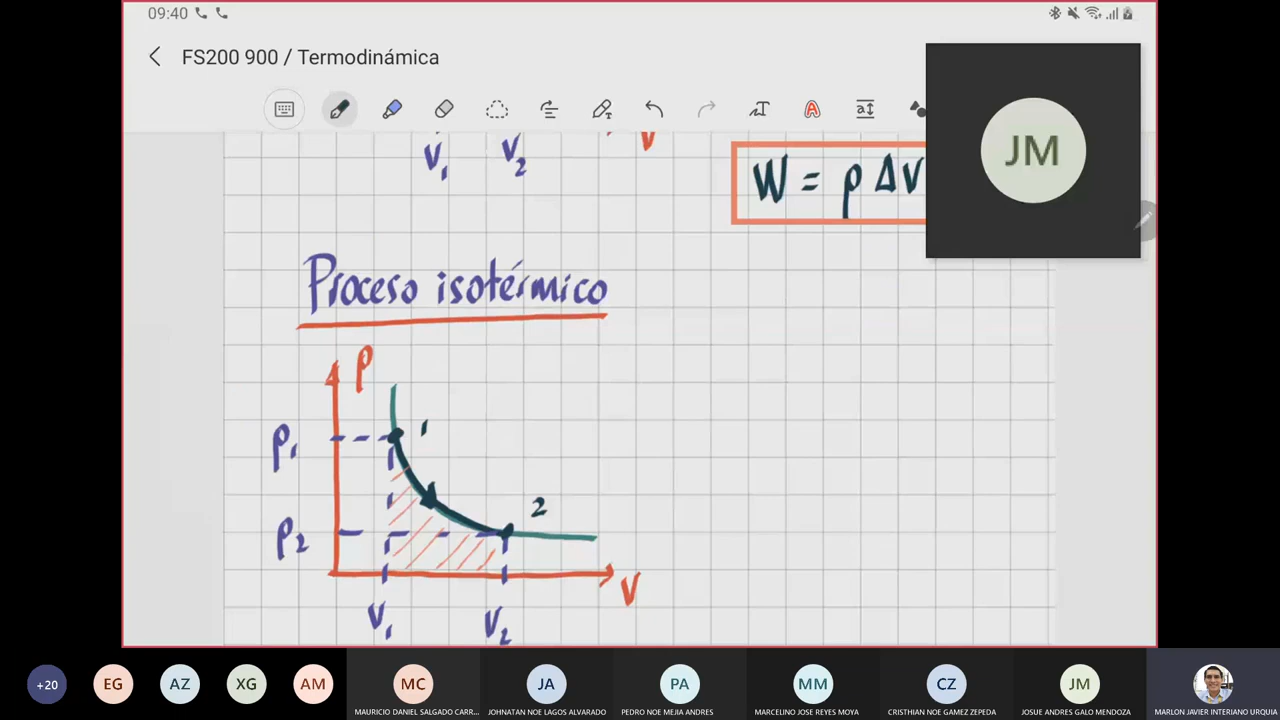 09:40
FS200 900 / Termodinámica
V1 V2 V
W = p ΔV
JM
Proceso isotérmico
p
p1
1
2
p2
V
V1 V2
+20 EG AZ XG AM MC JA PA MM CZ JM
MAURICIO DANIEL SALGADO CARR... JOHNATAN NOE LAGOS ALVARADO PEDRO NOE MEJIA ANDRES MARCELINO JOSE REYES MOYA CRISTHIAN NOE GAMEZ ZEPEDA JOSUE ANDRES GALO MENDOZA MARLON JAVIER INTERIANO URQUIA